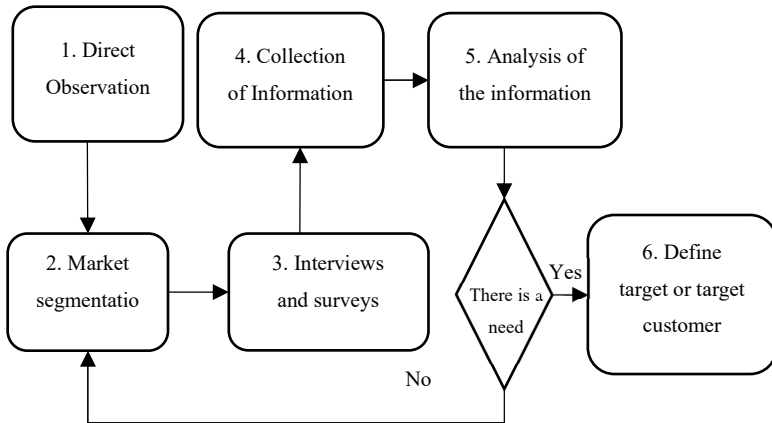 1. Direct
Observation
2. Market
segmentatio
3. Interviews
and surveys
4. Collection
of Information
5. Analysis of
the information
There is a
need
Yes
No
6. Define
target or target
customer